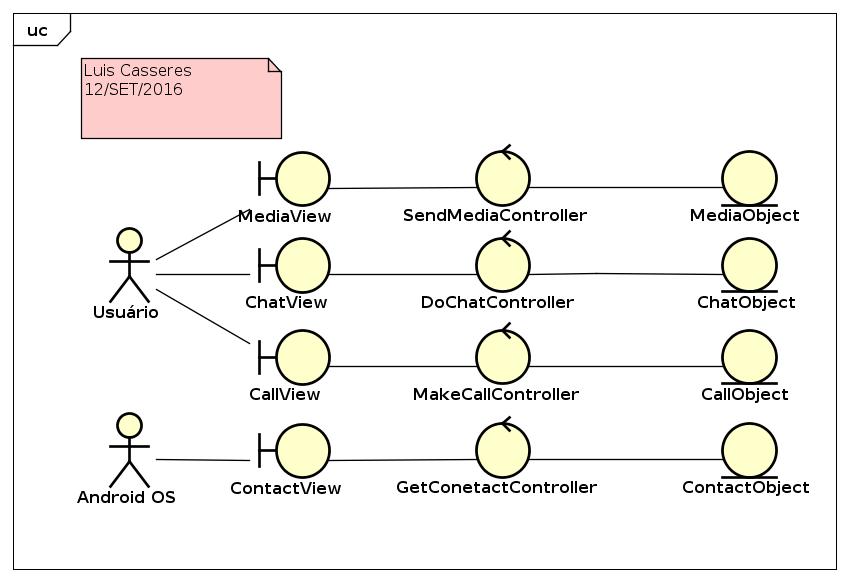 uc
Luis Casseres
12/SET/2016
MediaView
SendMediaController
MediaObject
Usuário
ChatView
DoChatController
ChatObject
CallView
MakeCallController
CallObject
Android OS
ContactView
GetConetactController
ContactObject